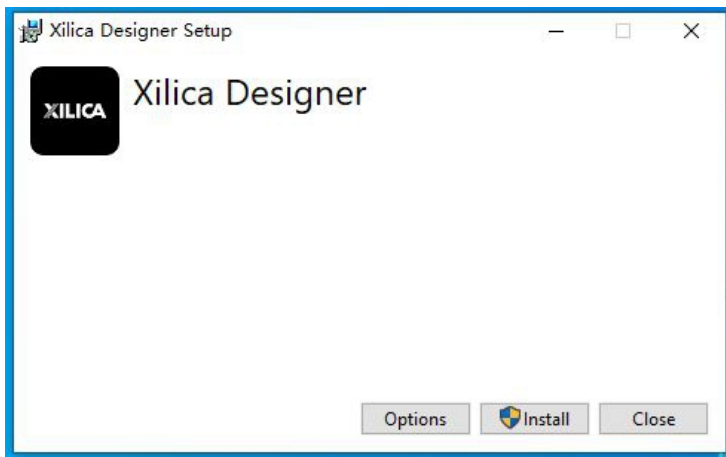 Xilica Designer Setup
XILICA
Xilica Designer
Options
Install
Close